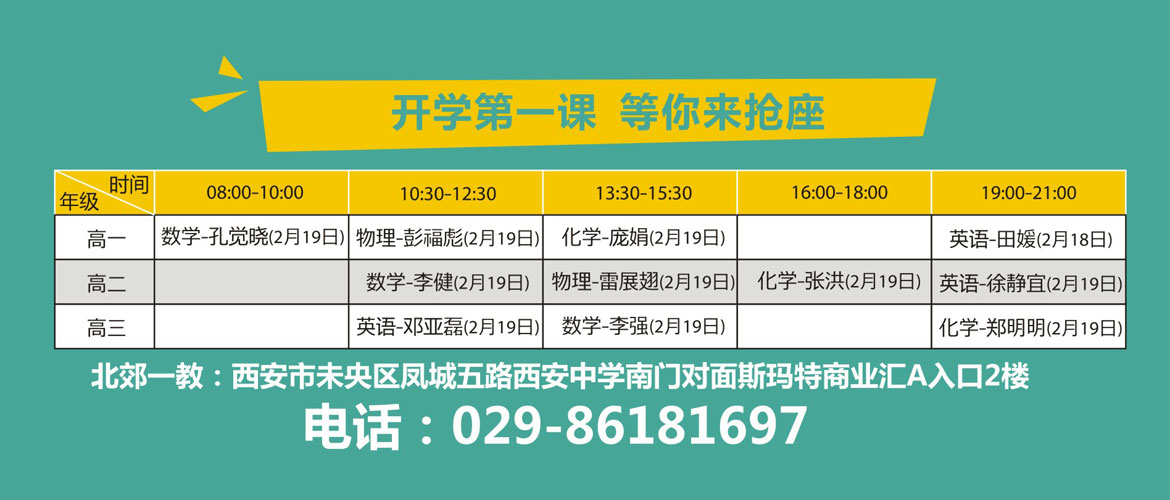 开学第一课 等你来抢座
时间 年级 08:00-10:00 10:30-12:30 13:30-15:30 16:00-18:00 19:00-21:00
高一 数学-孔觉晓(2月19日) 物理-彭福彪(2月19日) 化学-庞娟(2月19日) 英语-田媛(2月18日)
高二 数学-李健(2月19日) 物理-雷展翅(2月19日) 化学-张洪(2月19日) 英语-徐静宜(2月19日)
高三 英语-邓亚磊(2月19日) 数学-李强(2月19日) 化学-郑明明(2月19日)
北郊一教：西安市未央区凤城五路西安中学南门对面斯玛特商业汇A入口2楼
电话：029-86181697